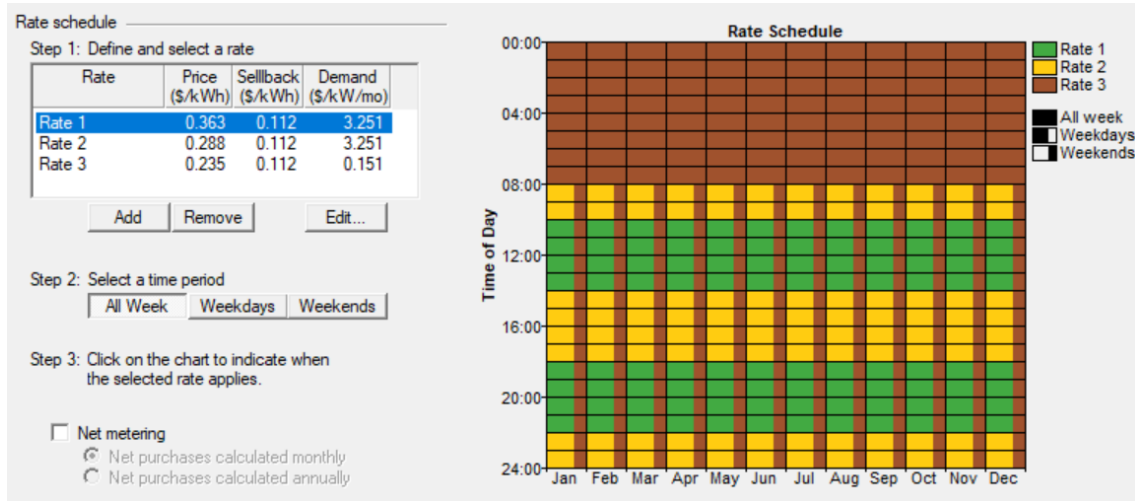 Rate schedule
Step 1: Define and select a rate
Rate Price Selllback Demand
($/kWh) ($/kWh) ($/kW/mo)
Rate 1 0.363 0.112 3.251
Rate 2 0.288 0.112 3.251
Rate 3 0.235 0.112 0.151
Add Remove Edit...
Step 2: Select a time period
All Week Weekdays Weekends
Step 3: Click on the chart to indicate when
the selected rate applies.
Net metering
Net purchases calculated monthly
Net purchases calculated annually
Rate Schedule
Time of Day
00:00
04:00
08:00
12:00
16:00
20:00
24:00
Jan Feb Mar Apr May Jun Jul Aug Sep Oct Nov Dec
Rate 1
Rate 2
Rate 3
All week
Weekdays
Weekends